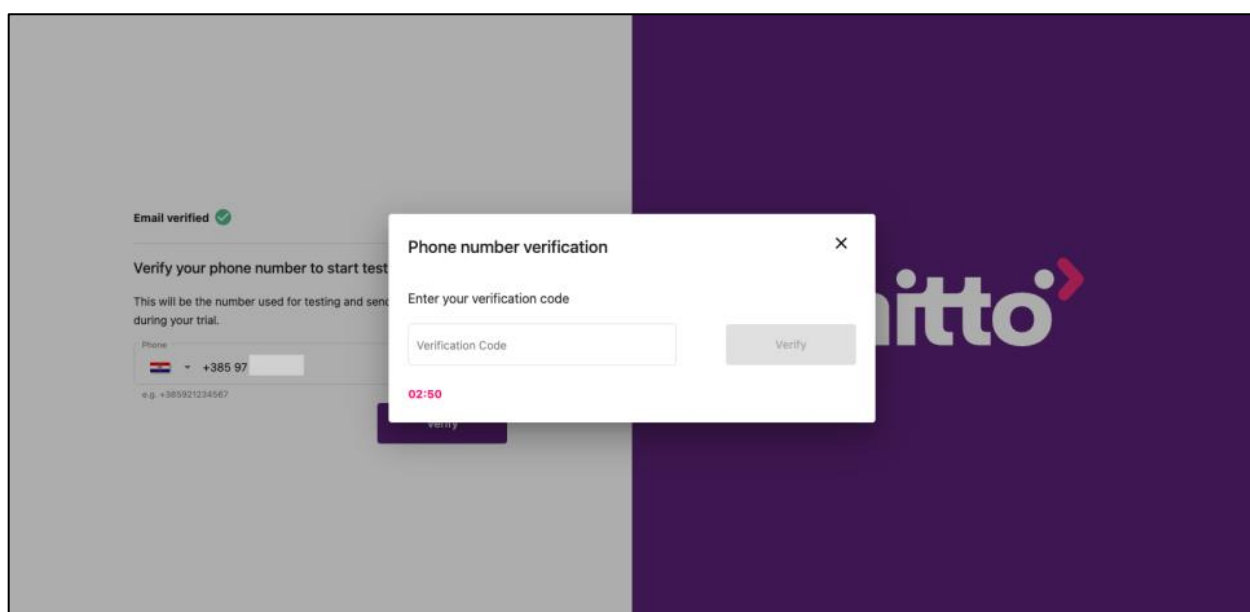 Email verified
Verify your phone number to start test
This will be the number used for testing and send
during your trial.
Phone
+385 97
e.g. +385921234567
Verify
Phone number verification
Enter your verification code
Verification Code
Verify
02:50
itto